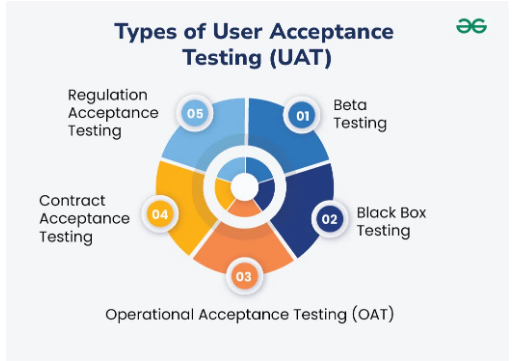 Types of User Acceptance
Testing (UAT)
01
Beta
Testing
02
Black Box
Testing
03
Operational Acceptance Testing (OAT)
04
Contract
Acceptance
Testing
05
Regulation
Acceptance
Testing